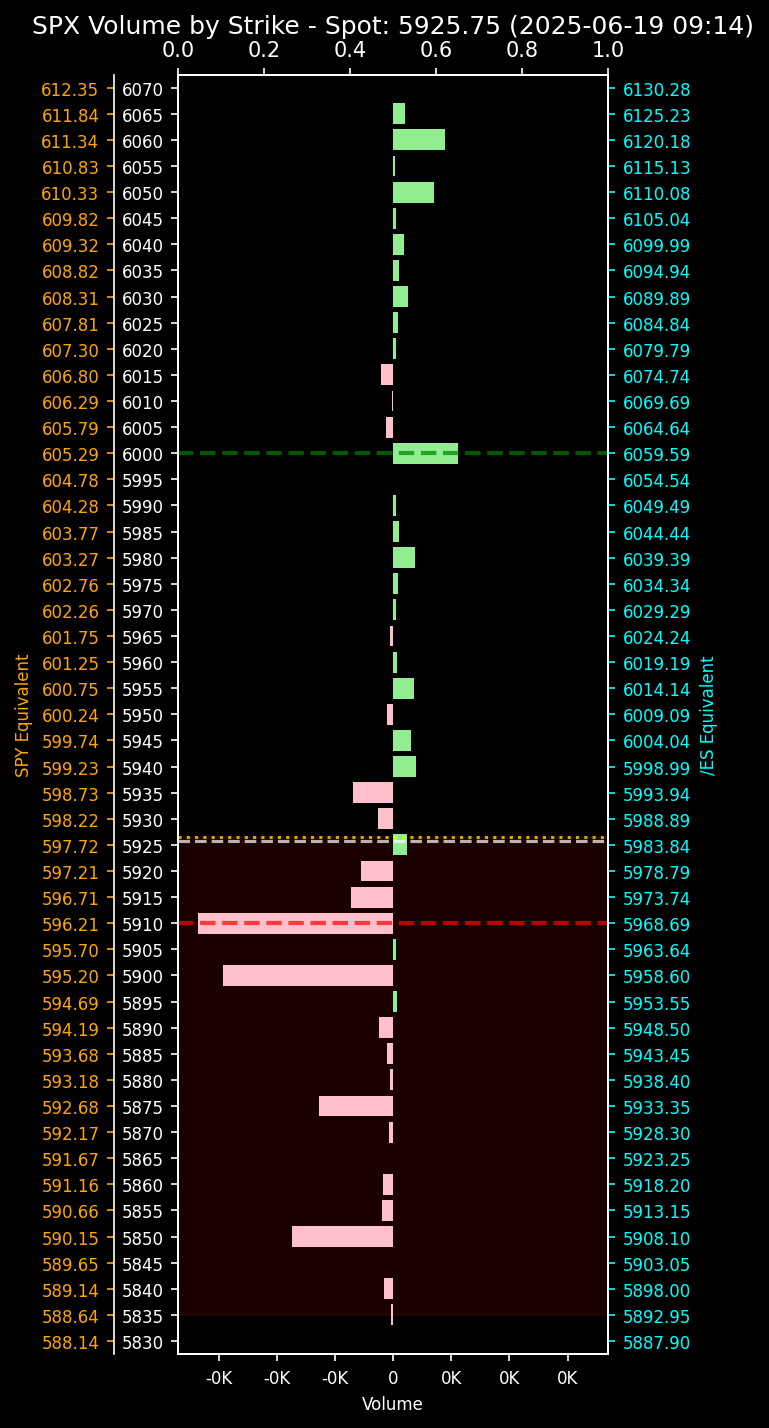 SPX Volume by Strike - Spot: 5925.75 (2025-06-19 09:14)
0.0 0.2 0.4 0.6 0.8 1.0
612.35 6070 6130.28
611.84 6065 6125.23
611.34 6060 6120.18
610.83 6055 6115.13
610.33 6050 6110.08
609.82 6045 6105.04
609.32 6040 6099.99
608.82 6035 6094.94
608.31 6030 6089.89
607.81 6025 6084.84
607.30 6020 6079.79
606.80 6015 6074.74
606.29 6010 6069.69
605.79 6005 6064.64
605.29 6000 6059.59
604.78 5995 6054.54
604.28 5990 6049.49
603.77 5985 6044.44
603.27 5980 6039.39
602.76 5975 6034.34
602.26 5970 6029.29
601.75 5965 6024.24
601.25 5960 6019.19
600.75 5955 6014.14
600.24 5950 6009.09
599.74 5945 6004.04
599.23 5940 5998.99
598.73 5935 5993.94
598.22 5930 5988.89
597.72 5925 5983.84
597.21 5920 5978.79
596.71 5915 5973.74
596.21 5910 5968.69
595.70 5905 5963.64
595.20 5900 5958.60
594.69 5895 5953.55
594.19 5890 5948.50
593.68 5885 5943.45
593.18 5880 5938.40
592.68 5875 5933.35
592.17 5870 5928.30
591.67 5865 5923.25
591.16 5860 5918.20
590.66 5855 5913.15
590.15 5850 5908.10
589.65 5845 5903.05
589.14 5840 5898.00
588.64 5835 5892.95
588.14 5830 5887.90
SPY Equivalent
/ES Equivalent
-0K -0K -0K 0 0K 0K 0K
Volume